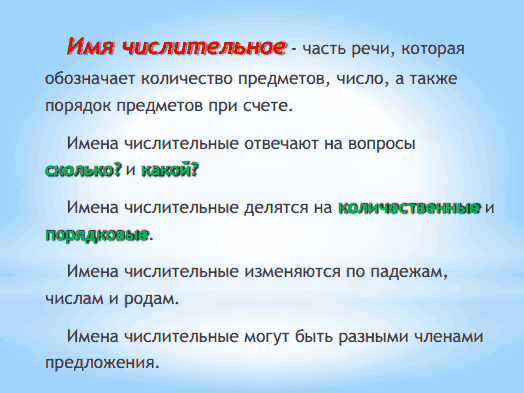 Имя числительное - часть речи, которая
обозначает количество предметов, число, а также
порядок предметов при счете.
Имена числительные отвечают на вопросы
сколько? и какой?
Имена числительные делятся на количественные и
порядковые.
Имена числительные изменяются по падежам,
числам и родам.
Имена числительные могут быть разными членами
предложения.